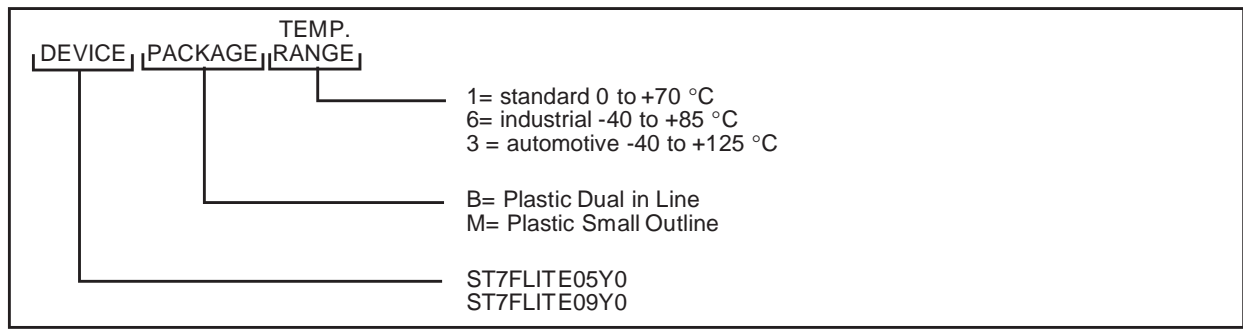 TEMP.
DEVICE PACKAGE RANGE
1= standard 0 to +70 °C
6= industrial -40 to +85 °C
3 = automotive -40 to +125 °C
B= Plastic Dual in Line
M= Plastic Small Outline
ST7FLITE05Y0
ST7FLITE09Y0